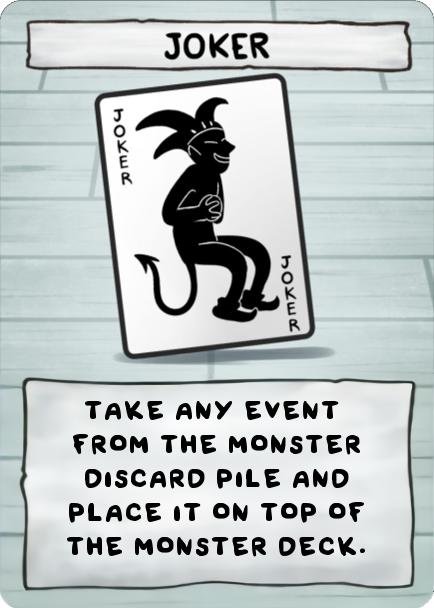 JOKER
JOKER
JOKER
TAKE ANY EVENT
FROM THE MONSTER
DISCARD PILE AND
PLACE IT ON TOP OF
THE MONSTER DECK.